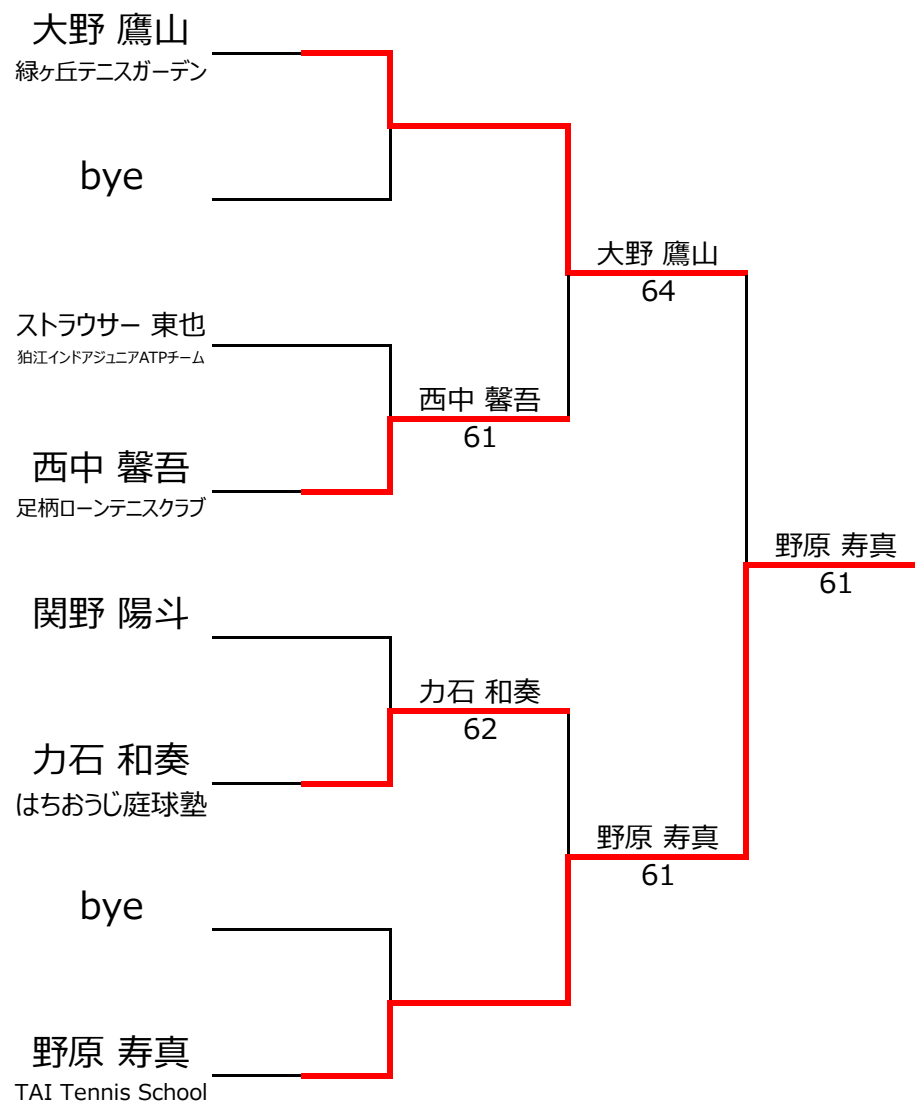 大野 鷹山
緑ヶ丘テニスガーデン
bye
大野 鷹山
64
ストラウサー 東也
狛江インドアジュニアATPチーム
西中 馨吾
61
西中 馨吾
足柄ローンテニスクラブ
野原 寿真
61
関野 陽斗
力石 和奏
62
力石 和奏
はちおうじ庭球塾
野原 寿真
61
bye
野原 寿真
TAI Tennis School